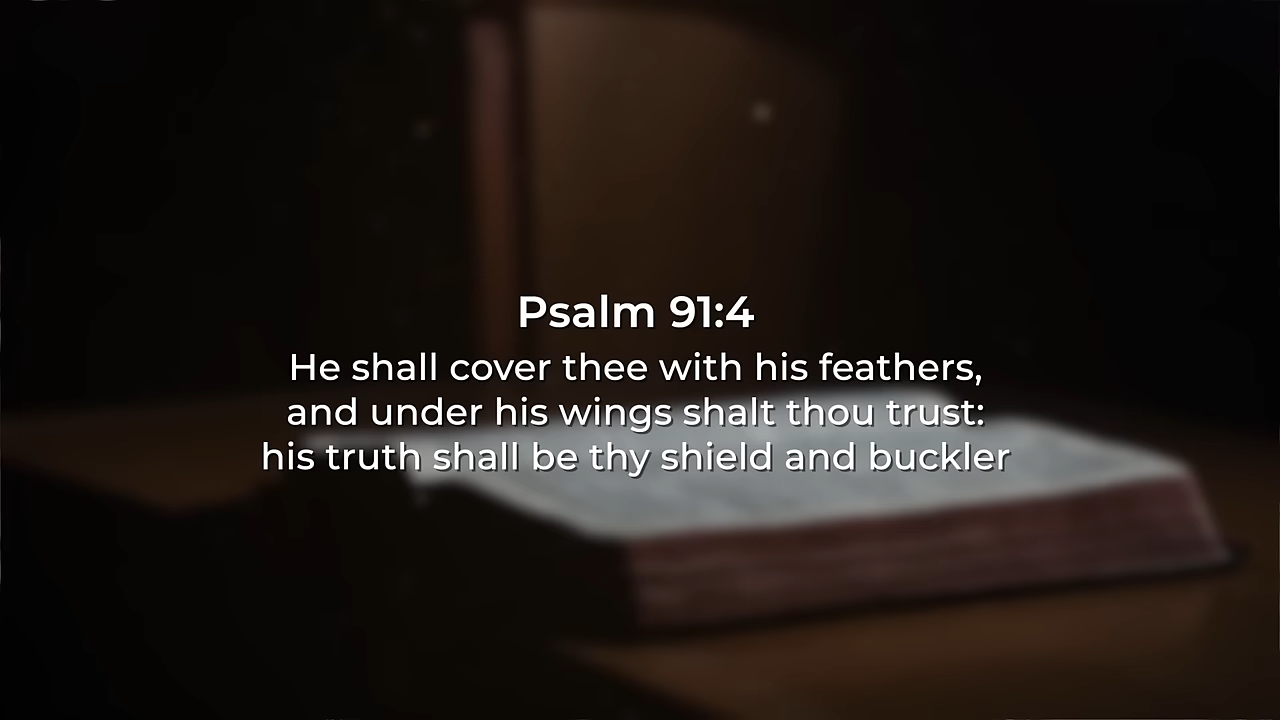 Psalm 91:4
He shall cover thee with his feathers,
and under his wings shalt thou trust:
his truth shall be thy shield and buckler